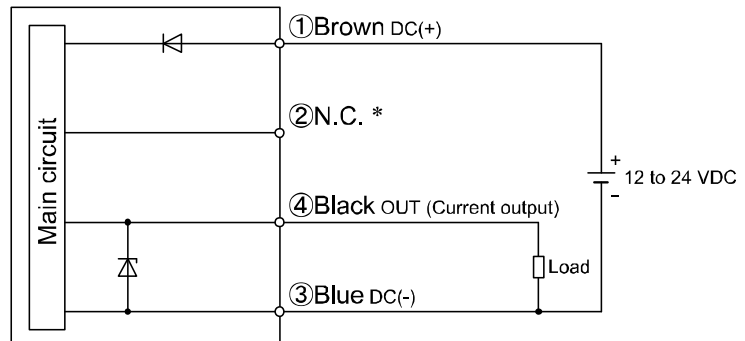 ①Brown DC(+)
②N.C. *
Main circuit
+
12 to 24 VDC
−
④Black OUT (Current output)
Load
③Blue DC(-)